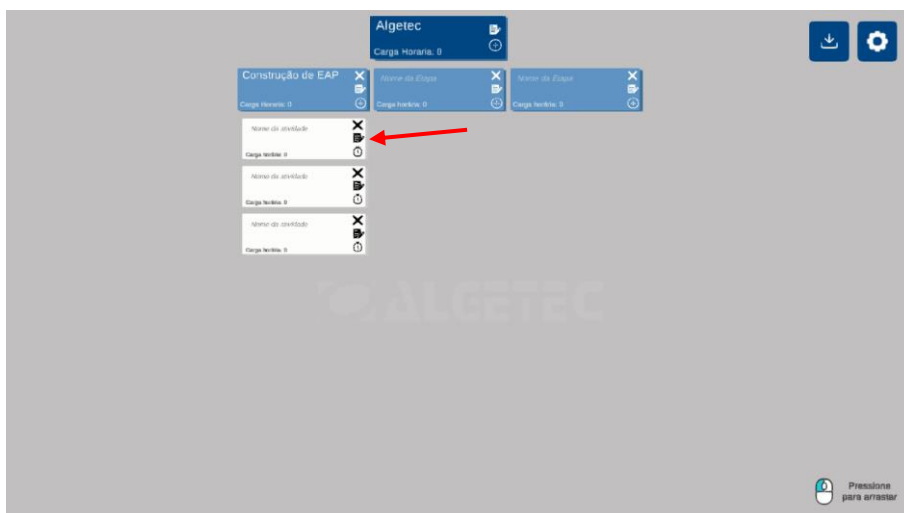 Algetec
Carga Horaria: 0
Construção de EAP
Carga Horaria: 0
Nome da Etapa
Carga horária: 0
Nome da Etapa
Carga horária: 0
Nome da atividade
Carga horária: 0
Nome da atividade
Carga horária: 0
Nome da atividade
Carga horária: 0
ALGETEC
Pressione
para arrastar